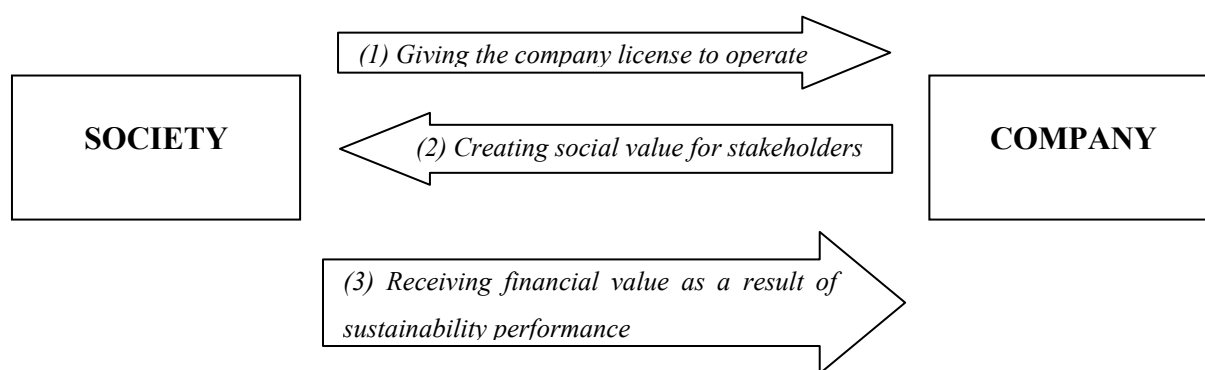 (1) Giving the company license to operate
SOCIETY
COMPANY
(2) Creating social value for stakeholders
(3) Receiving financial value as a result of
sustainability performance